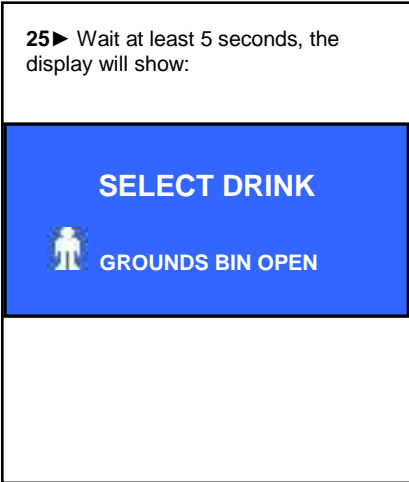 25► Wait at least 5 seconds, the
display will show:
SELECT DRINK
GROUNDS BIN OPEN